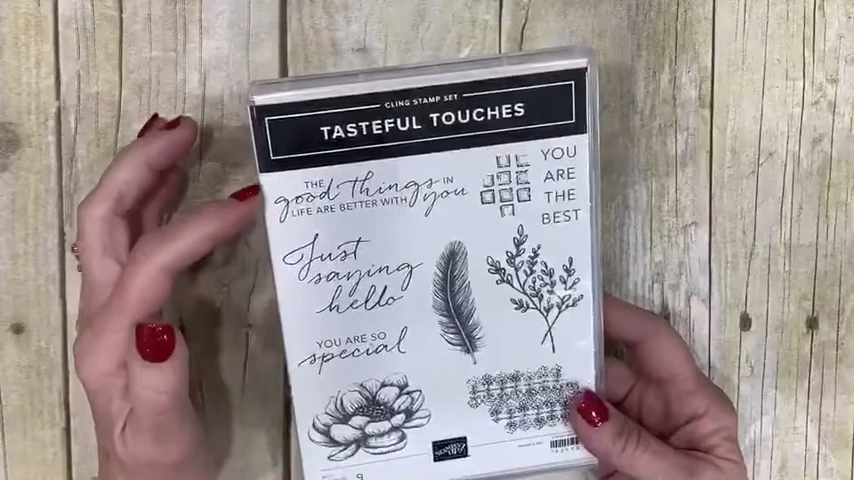 CLING STAMP SET
TASTEFUL TOUCHES
THE good things IN
LIFE ARE BETTER WITH you
YOU
ARE
THE
BEST
Just
saying
hello
YOU ARE SO
special
9